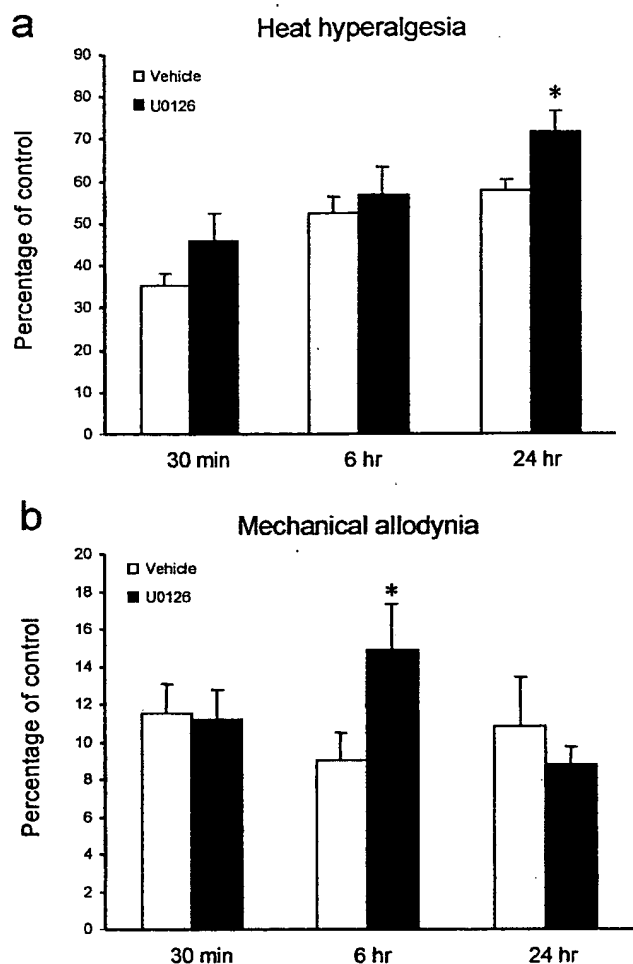 a
Heat hyperalgesia
Percentage of control
90
80
70
60
50
40
30
20
10
0
Vehicle
U0126
*
30 min 6 hr 24 hr
b
Mechanical allodynia
Percentage of control
20
18
16
14
12
10
8
6
4
2
0
Vehicle
U0126
*
30 min 6 hr 24 hr